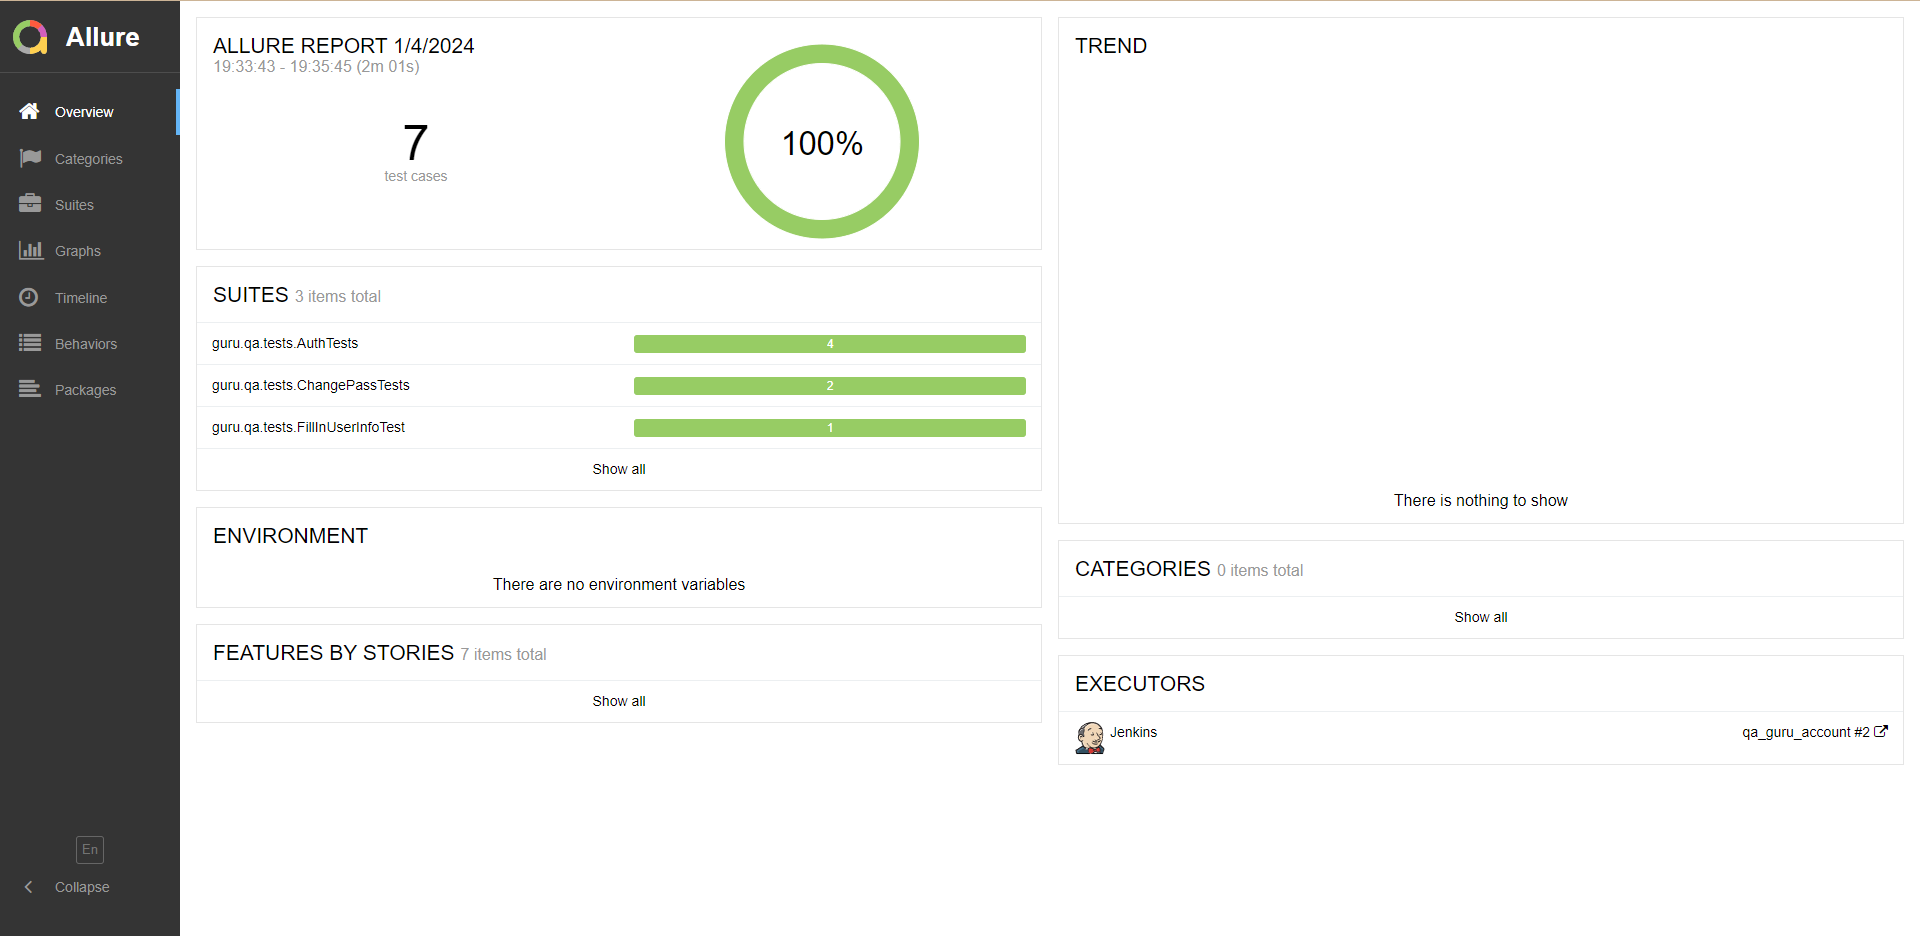 Allure
Overview
Categories
Suites
Graphs
Timeline
Behaviors
Packages
En
Collapse
ALLURE REPORT 1/4/2024
19:33:43 - 19:35:45 (2m 01s)
7
test cases
100%
SUITES 3 items total
guru.qa.tests.AuthTests 4
guru.qa.tests.ChangePassTests 2
guru.qa.tests.FillInUserInfoTest 1
Show all
ENVIRONMENT
There are no environment variables
FEATURES BY STORIES 7 items total
Show all
TREND
There is nothing to show
CATEGORIES 0 items total
Show all
EXECUTORS
Jenkins qa_guru_account #2